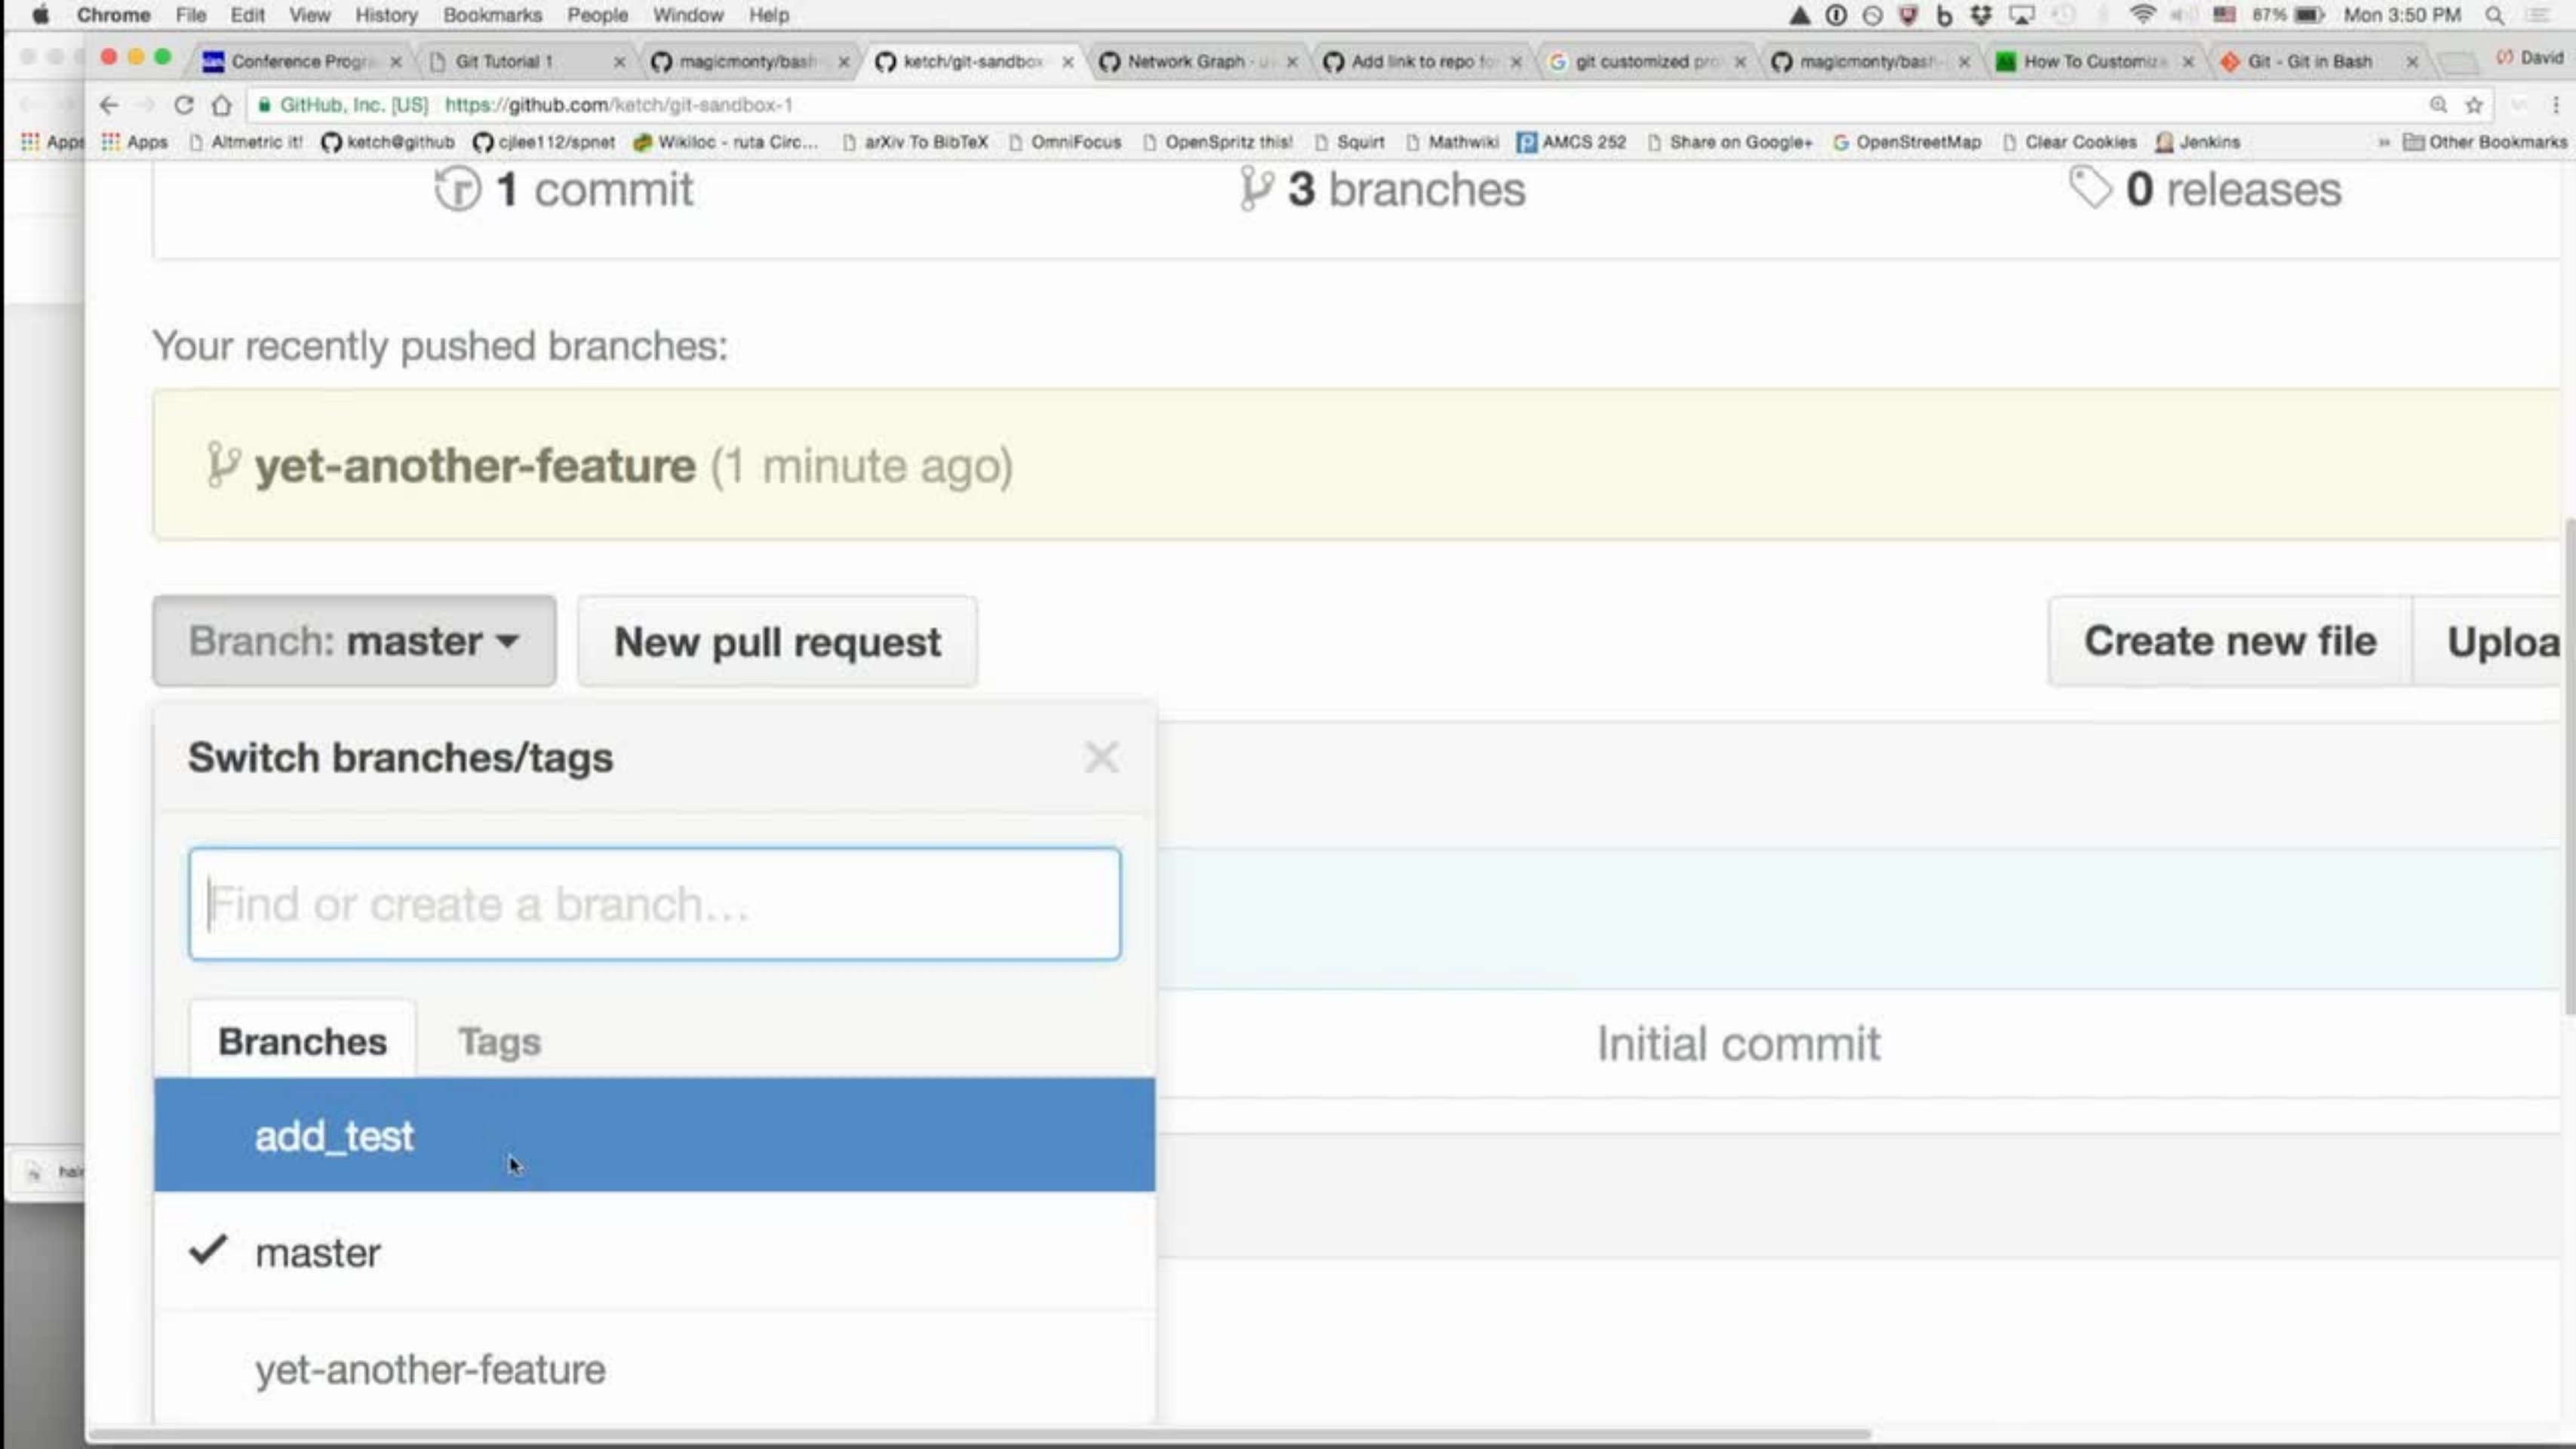 Chrome File Edit View History Bookmarks People Window Help 87% Mon 3:50 PM
Conference Progra Git Tutorial 1 magicmonty/bash ketch/git-sandbox Network Graph - Add link to repo fo git customized pro magicmonty/bash- How To Customiz Git - Git in Bash David
GitHub, Inc. [US] https://github.com/ketch/git-sandbox-1
Apps Apps Altmetric it! ketch@github cjlee112/spnet Wikiloc - ruta Circ... arXiv To BibTeX OmniFocus OpenSpritz this! Squirt Mathwiki AMCS 252 Share on Google+ OpenStreetMap Clear Cookies Jenkins » Other Bookmarks
1 commit 3 branches 0 releases
Your recently pushed branches:
yet-another-feature (1 minute ago)
Branch: master New pull request Create new file Uploa
Switch branches/tags
Find or create a branch...
Branches Tags
Initial commit
add_test
hair
master
yet-another-feature